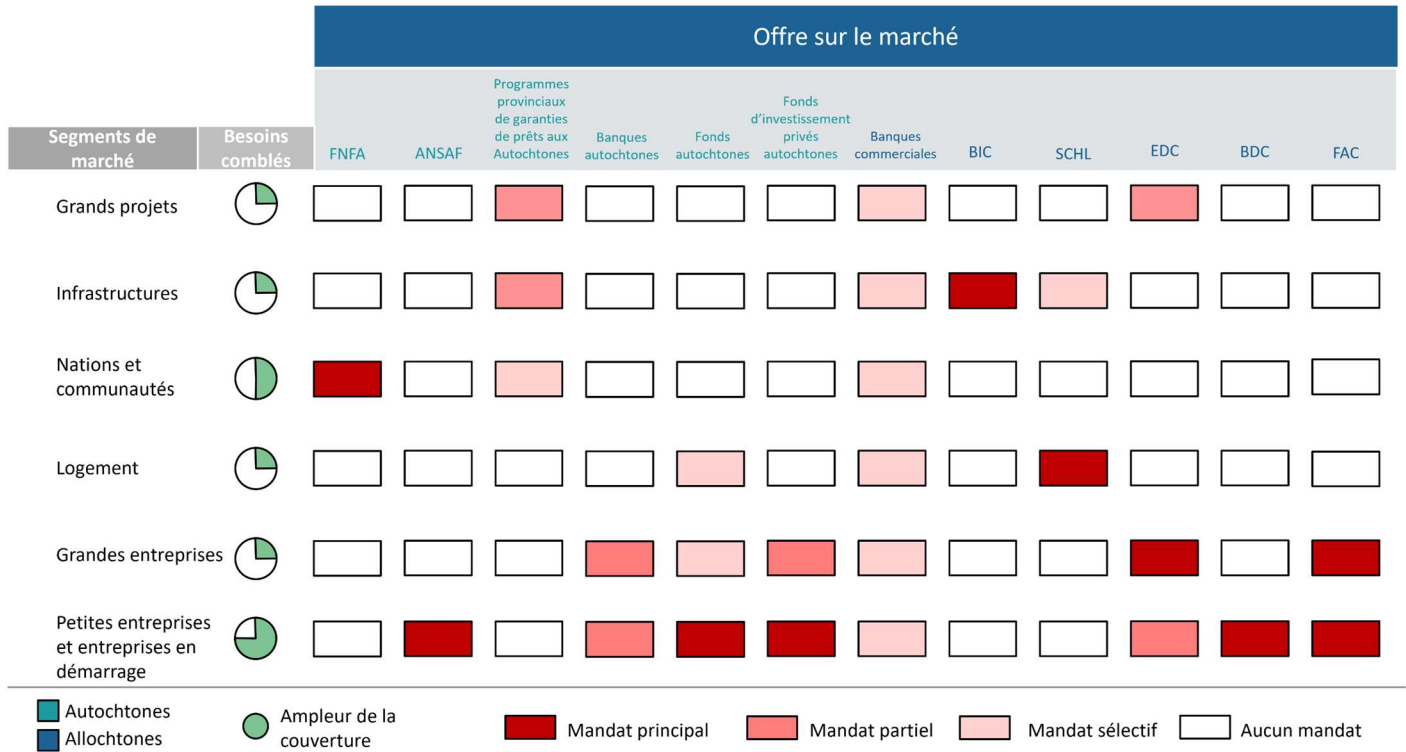 Offre sur le marché
Segments de
marché
Besoins
comblés
FNFA
ANSAF
Programmes
provinciaux
de garanties
de prêts aux
Autochtones
Banques
autochtones
Fonds
autochtones
Fonds
d’investissement
privés
autochtones
Banques
commerciales
BIC
SCHL
EDC
BDC
FAC
Grands projets
Infrastructures
Nations et
communautés
Logement
Grandes entreprises
Petites entreprises
et entreprises en
démarrage
Autochtones
Allochtones
Ampleur de la
couverture
Mandat principal
Mandat partiel
Mandat sélectif
Aucun mandat